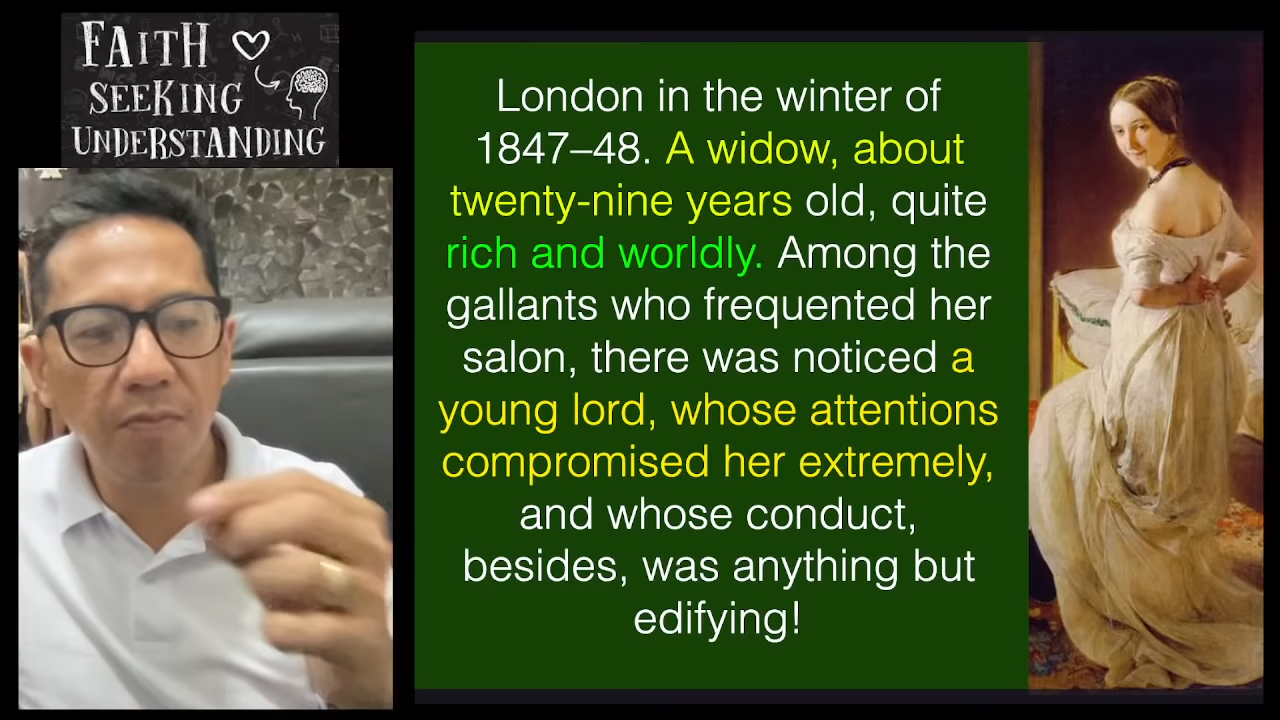 FAITH
SEEKING
UNDERSTANDING
London in the winter of
1847–48. A widow, about
twenty-nine years old, quite
rich and worldly. Among the
gallants who frequented her
salon, there was noticed a
young lord, whose attentions
compromised her extremely,
and whose conduct,
besides, was anything but
edifying!